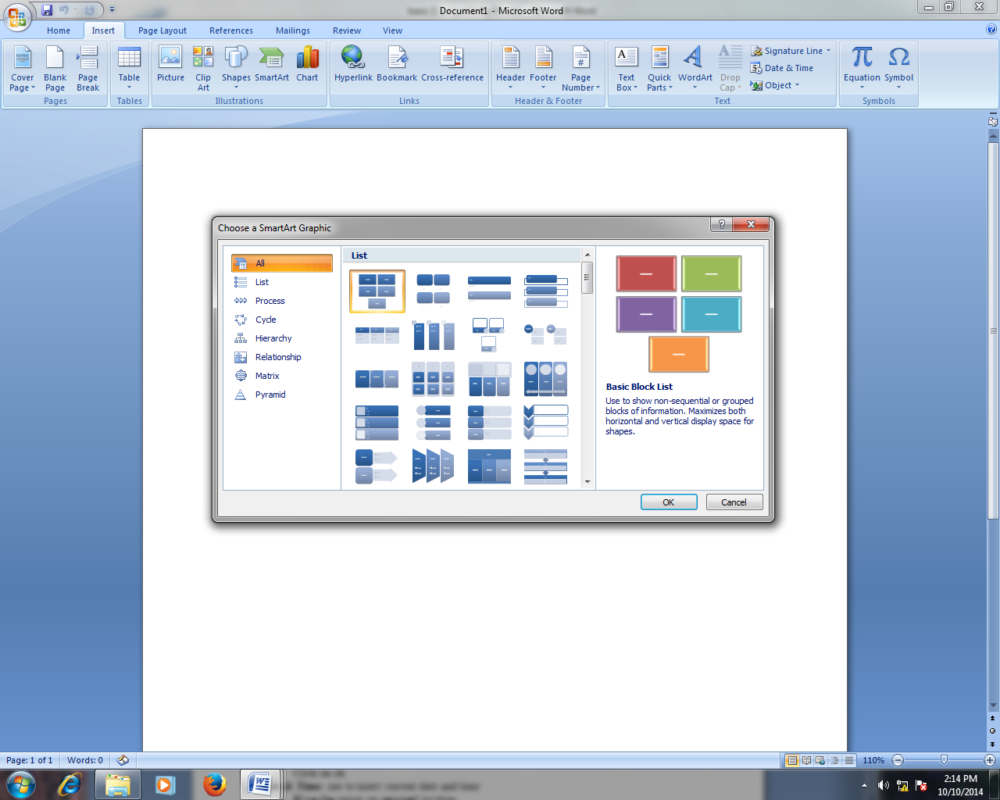 Document1 - Microsoft Word
Home Insert Page Layout References Mailings Review View
Cover Page Blank Page Page Break Table Picture Clip Art Shapes SmartArt Chart Hyperlink Bookmark Cross-reference Header Footer Page Number Text Box Quick Parts WordArt Drop Cap Signature Line Date & Time Object Equation Symbol
Pages Tables Illustrations Links Header & Footer Text Symbols
Choose a SmartArt Graphic
All
List
Process
Cycle
Hierarchy
Relationship
Matrix
Pyramid
List
Basic Block List
Use to show non-sequential or grouped
blocks of information. Maximizes both
horizontal and vertical display space for
shapes.
OK Cancel
Page: 1 of 1 Words: 0 110%
2:14 PM
10/10/2014